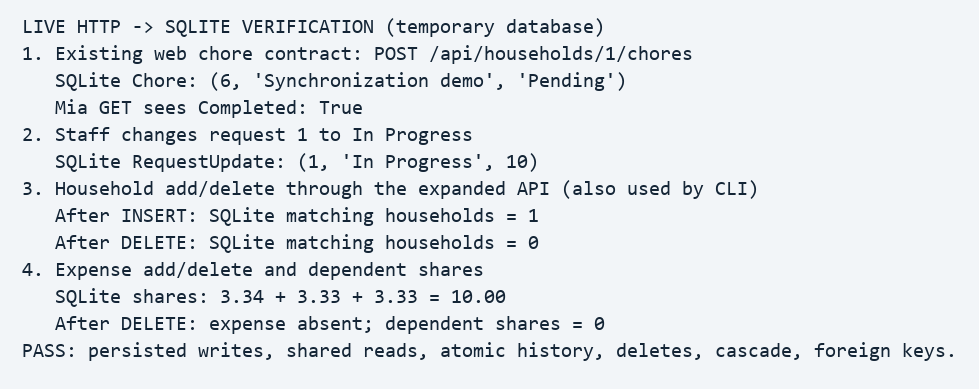 LIVE HTTP -> SQLITE VERIFICATION (temporary database)
1. Existing web chore contract: POST /api/households/1/chores
   SQLite Chore: (6, 'Synchronization demo', 'Pending')
   Mia GET sees Completed: True
2. Staff changes request 1 to In Progress
   SQLite RequestUpdate: (1, 'In Progress', 10)
3. Household add/delete through the expanded API (also used by CLI)
   After INSERT: SQLite matching households = 1
   After DELETE: SQLite matching households = 0
4. Expense add/delete and dependent shares
   SQLite shares: 3.34 + 3.33 + 3.33 = 10.00
   After DELETE: expense absent; dependent shares = 0
PASS: persisted writes, shared reads, atomic history, deletes, cascade, foreign keys.